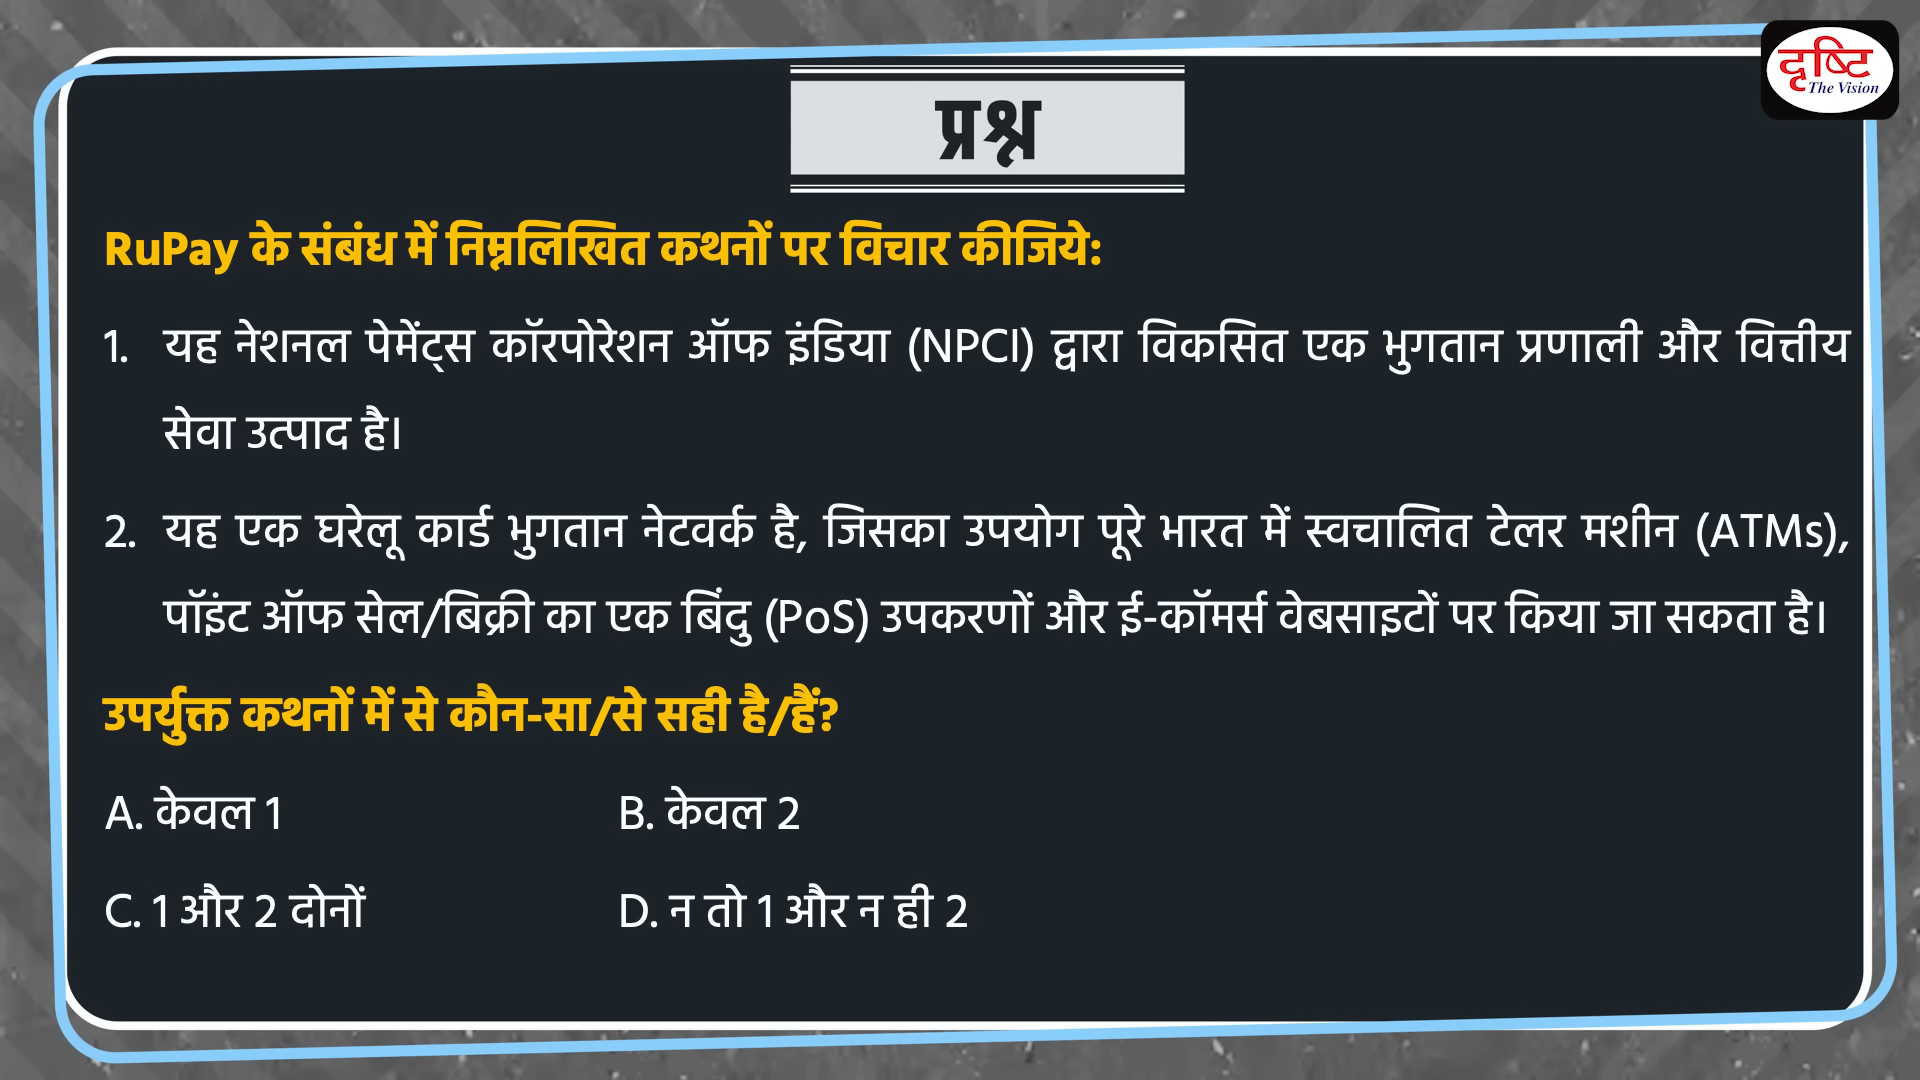 दृष्टि
The Vision
प्रश्न
RuPay के संबंध में निम्नलिखित कथनों पर विचार कीजिये:
1. यह नेशनल पेमेंट्स कॉरपोरेशन ऑफ इंडिया (NPCI) द्वारा विकसित एक भुगतान प्रणाली और वित्तीय
सेवा उत्पाद है।
2. यह एक घरेलू कार्ड भुगतान नेटवर्क है, जिसका उपयोग पूरे भारत में स्वचालित टेलर मशीन (ATMs),
पॉइंट ऑफ सेल/बिक्री का एक बिंदु (PoS) उपकरणों और ई-कॉमर्स वेबसाइटों पर किया जा सकता है।
उपर्युक्त कथनों में से कौन-सा/से सही है/हैं?
A. केवल 1 B. केवल 2
C. 1 और 2 दोनों D. न तो 1 और न ही 2